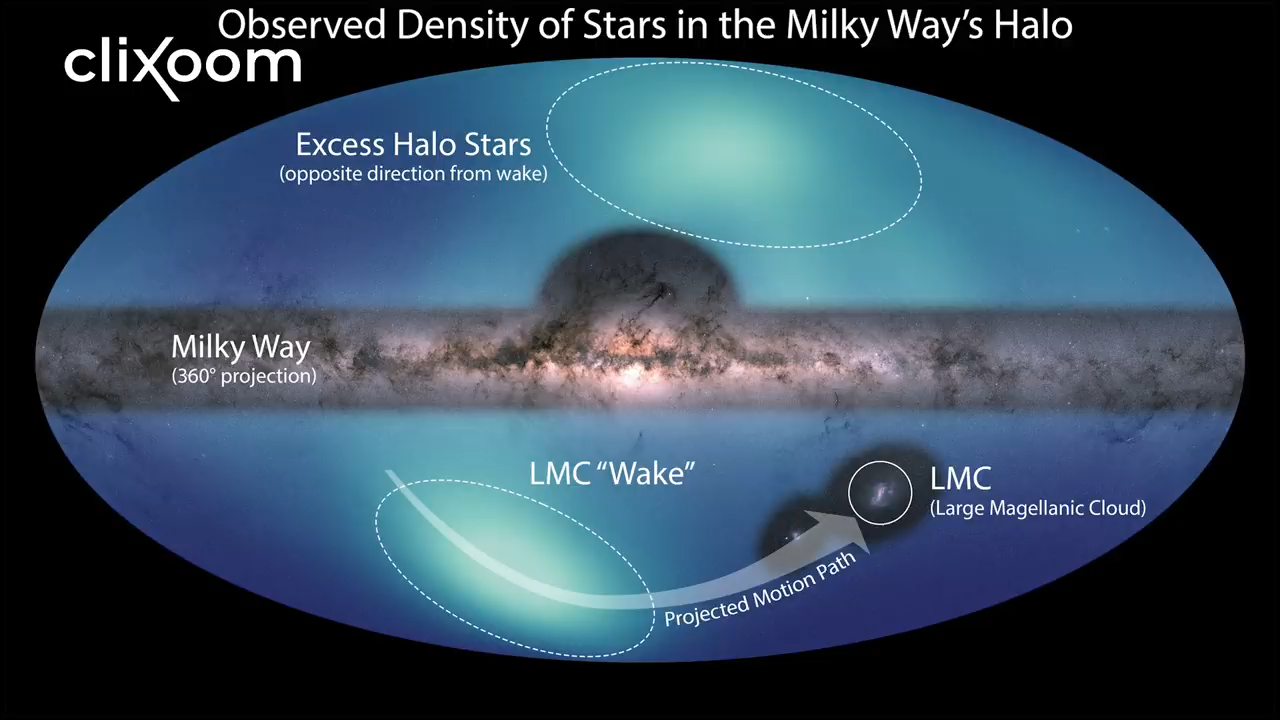 Observed Density of Stars in the Milky Way’s Halo
clixoom
Excess Halo Stars
(opposite direction from wake)
Milky Way
(360° projection)
LMC “Wake”
LMC
(Large Magellanic Cloud)
Projected Motion Path